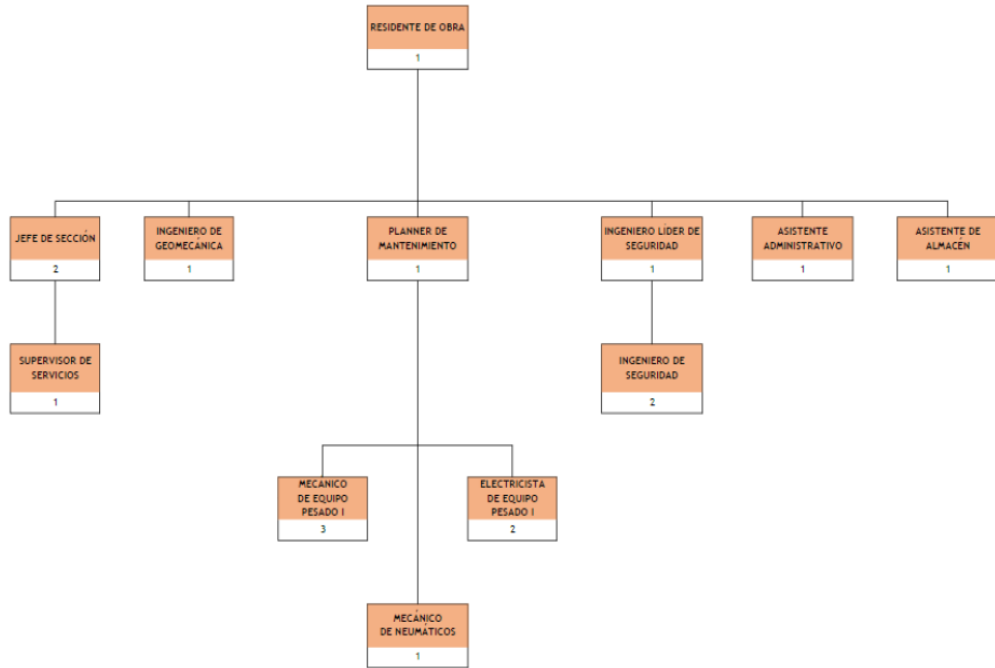 RESIDENTE DE OBRA
1
JEFE DE SECCIÓN
2
INGENIERO DE
GEOMECÁNICA
1
PLANNER DE
MANTENIMIENTO
1
INGENIERO LÍDER DE
SEGURIDAD
1
ASISTENTE
ADMINISTRATIVO
1
ASISTENTE DE
ALMACÉN
1
SUPERVISOR DE
SERVICIOS
1
INGENIERO DE
SEGURIDAD
2
MECANICO
DE EQUIPO
PESADO I
3
ELECTRICISTA
DE EQUIPO
PESADO I
2
MECÁNICO
DE NEUMÁTICOS
1